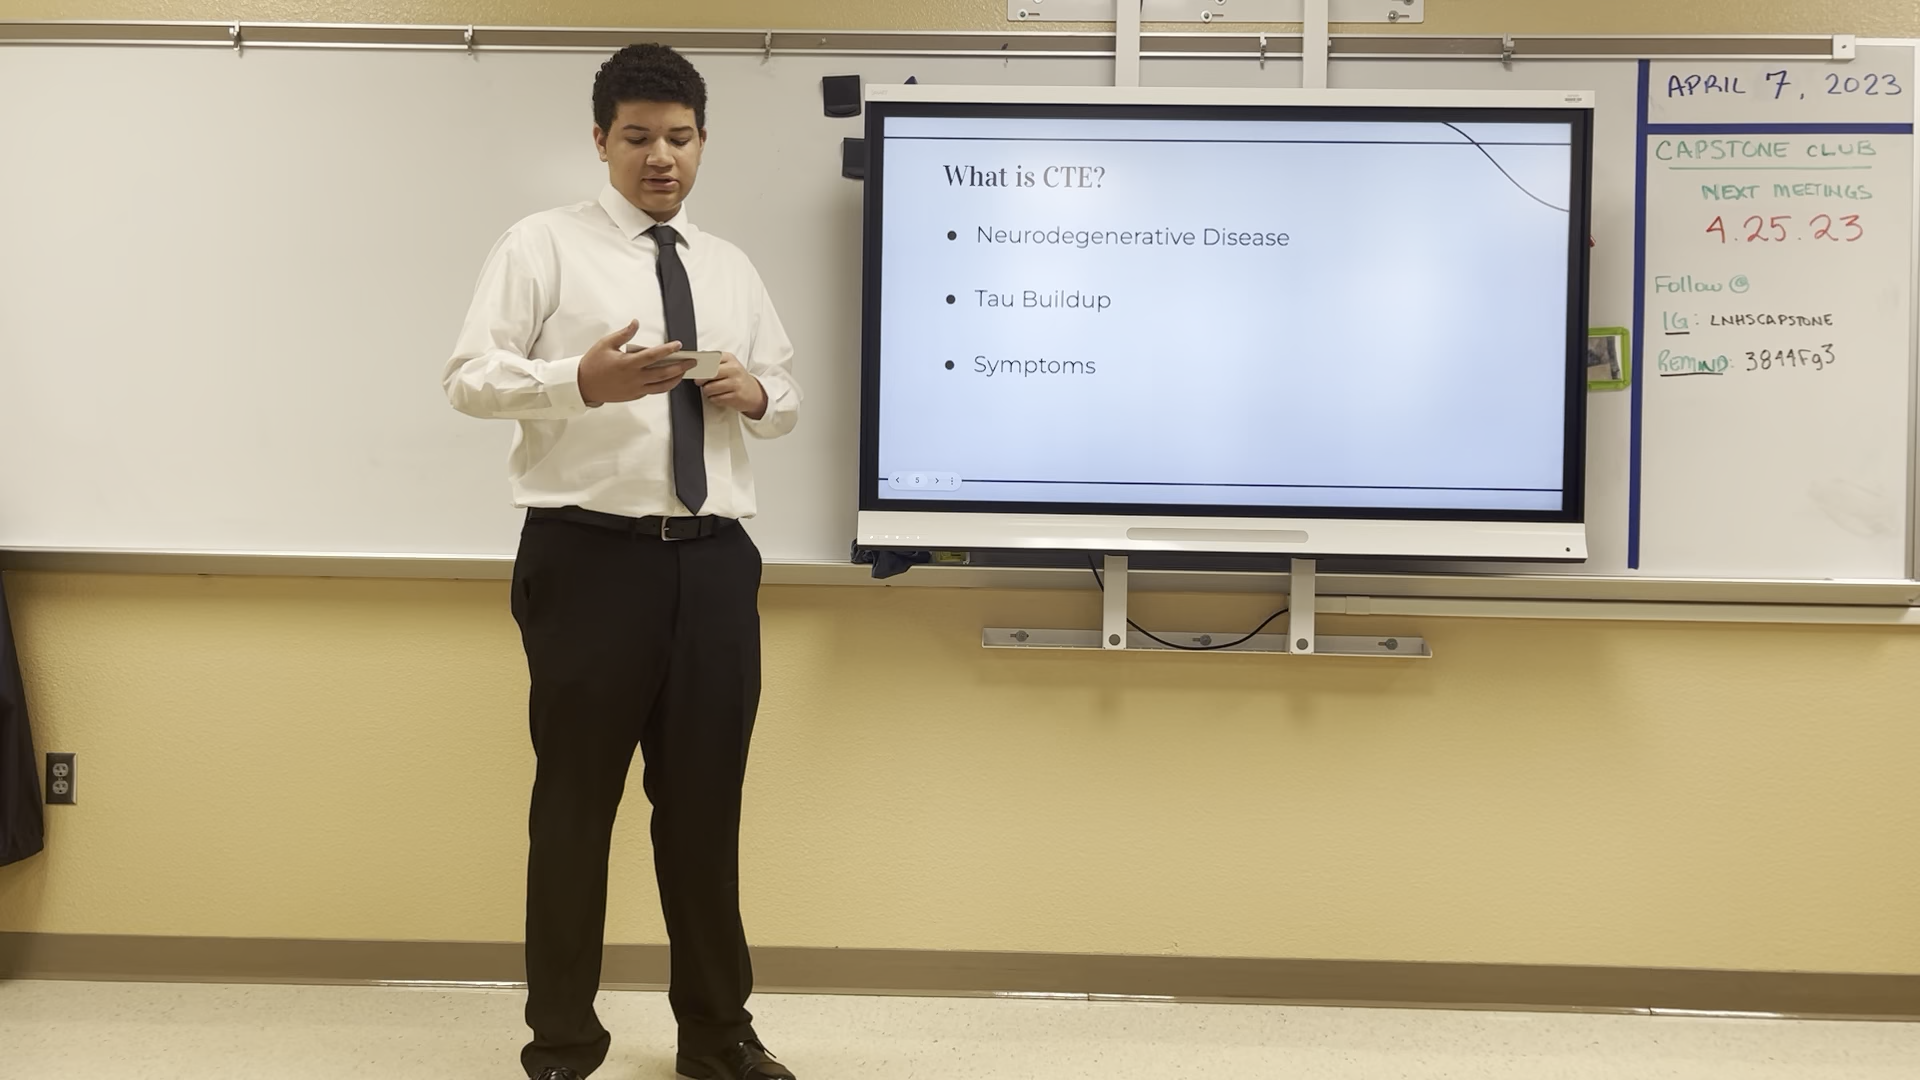 What is CTE?
● Neurodegenerative Disease
● Tau Buildup
● Symptoms
5
APRIL 7, 2023
CAPSTONE CLUB
NEXT MEETINGS
4.25.23
Follow @
IG: LNHSCAPSTONE
REMIND: 3844Fg3